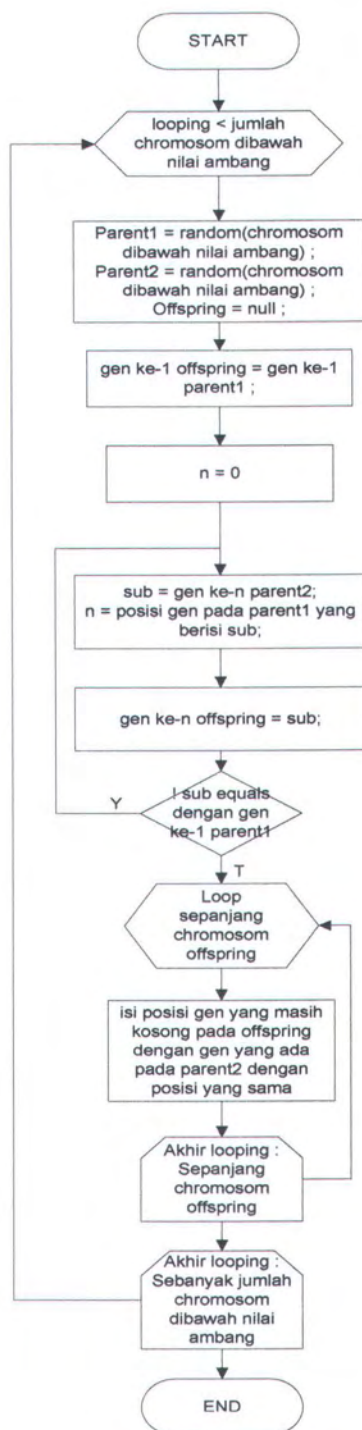 START
looping < jumlah
chromosom dibawah
nilai ambang
Parent1 = random(chromosom
dibawah nilai ambang) ;
Parent2 = random(chromosom
dibawah nilai ambang) ;
Offspring = null ;
gen ke-1 offspring = gen ke-1
parent1 ;
n = 0
sub = gen ke-n parent2;
n = posisi gen pada parent1 yang
berisi sub;
gen ke-n offspring = sub;
Y
! sub equals
dengan gen
ke-1 parent1
T
Loop
sepanjang
chromosom
offspring
isi posisi gen yang masih
kosong pada offspring
dengan gen yang ada
pada parent2 dengan
posisi yang sama
Akhir looping :
Sepanjang
chromosom
offspring
Akhir looping :
Sebanyak jumlah
chromosom
dibawah nilai
ambang
END